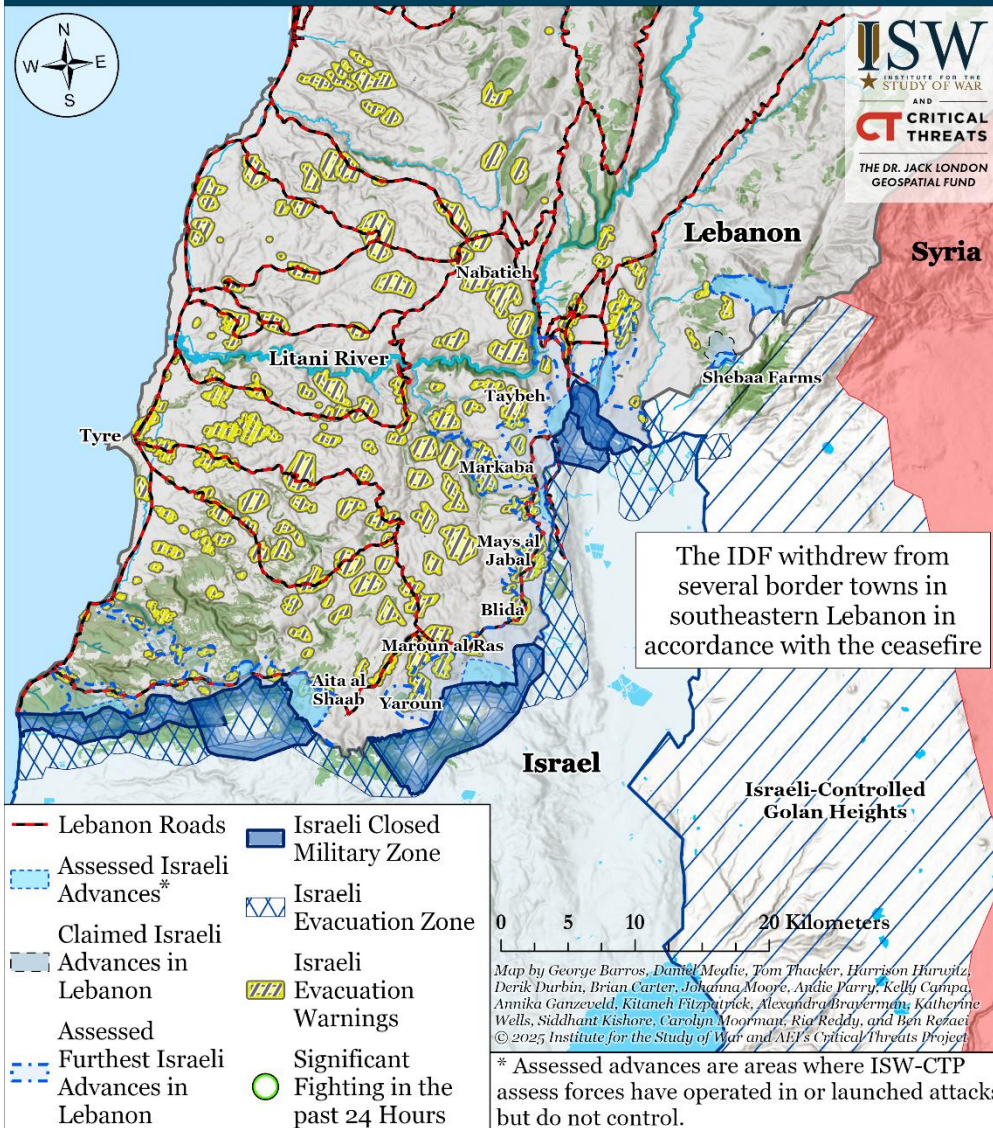 N
W E
S
ISW
INSTITUTE FOR THE
STUDY OF WAR
AND
CT CRITICAL
THREATS
THE DR. JACK LONDON
GEOSPATIAL FUND
Lebanon
Syria
Nabatieh
Litani River
Shebaa Farms
Taybeh
Tyre
Markaba
Mays al
Jabal
Blida
The IDF withdrew from
several border towns in
southeastern Lebanon in
accordance with the ceasefire
Maroun al Ras
Aita al
Shaab
Yaroun
Israel
Israeli-Controlled
Golan Heights
Lebanon Roads
Assessed Israeli
Advances*
Claimed Israeli
Advances in
Lebanon
Assessed
Furthest Israeli
Advances in
Lebanon
Israeli Closed
Military Zone
Israeli
Evacuation Zone
Israeli
Evacuation
Warnings
Significant
Fighting in the
past 24 Hours
0 5 10 20 Kilometers
Map by George Barros, Daniel Mealie, Tom Thacker, Harrison Hurwitz,
Derik Durbin, Brian Carter, Johanna Moore, Andie Parry, Kelly Campa,
Annika Ganzeveld, Kitaneh Fitzpatrick, Alexandra Braverman, Katherine
Wells, Siddhant Kishore, Carolyn Moorman, Ria Reddy, and Ben Rezaei
© 2025 Institute for the Study of War and AEI's Critical Threats Project
* Assessed advances are areas where ISW-CTP
assess forces have operated in or launched attacks
but do not control.